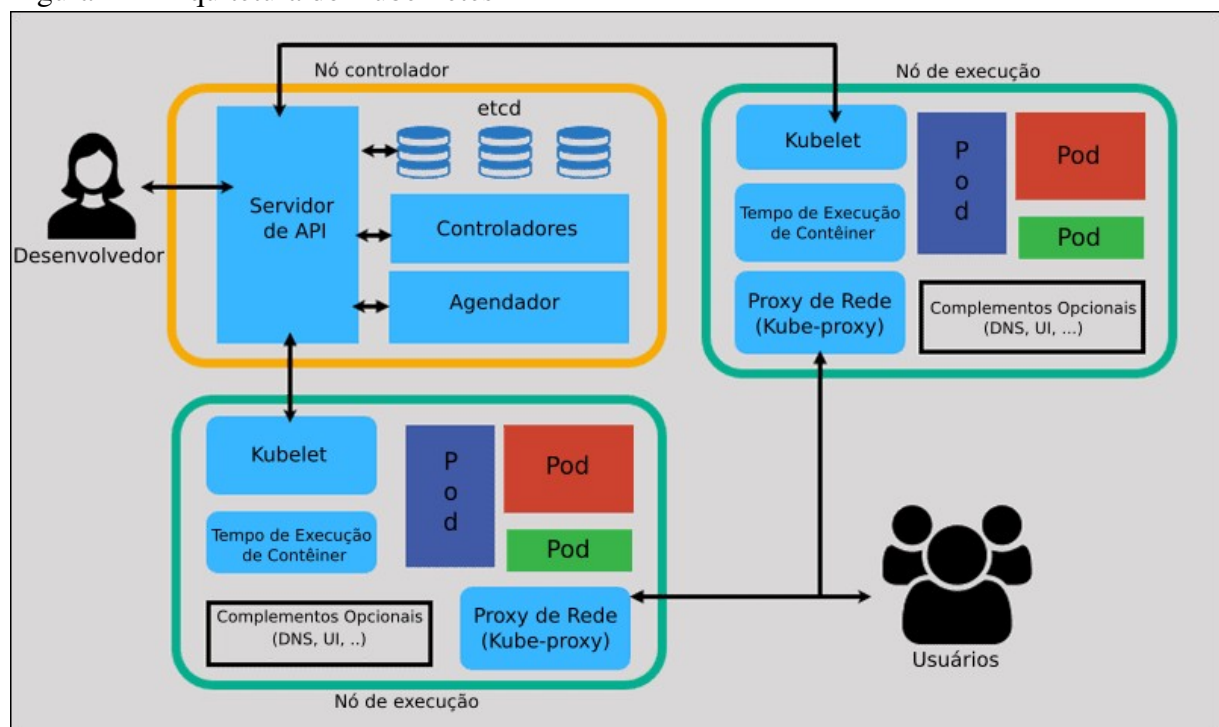 Nó controlador
etcd
Servidor
de API
Controladores
Agendador
Desenvolvedor
Nó de execução
Kubelet
Tempo de Execução
de Contêiner
Proxy de Rede
(Kube-proxy)
P
o
d
Pod
Pod
Complementos Opcionais
(DNS, UI, ...)
Kubelet
Tempo de Execução
de Contêiner
Complementos Opcionais
(DNS, UI, ..)
P
o
d
Pod
Pod
Proxy de Rede
(Kube-proxy)
Nó de execução
Usuários